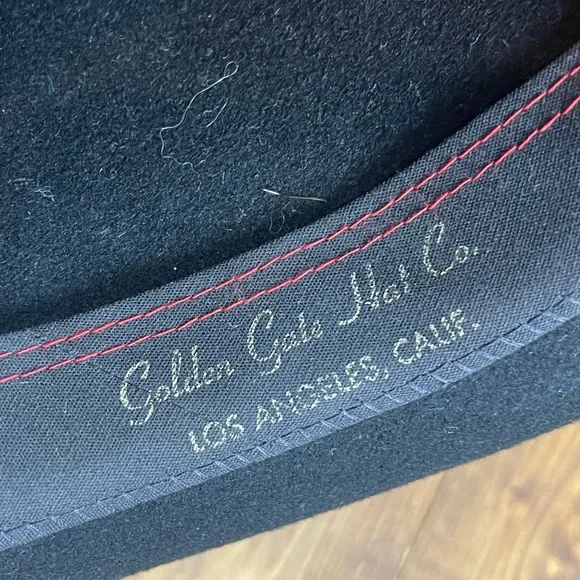 Golden Gate Hat Co.
LOS ANGELES, CALIF.